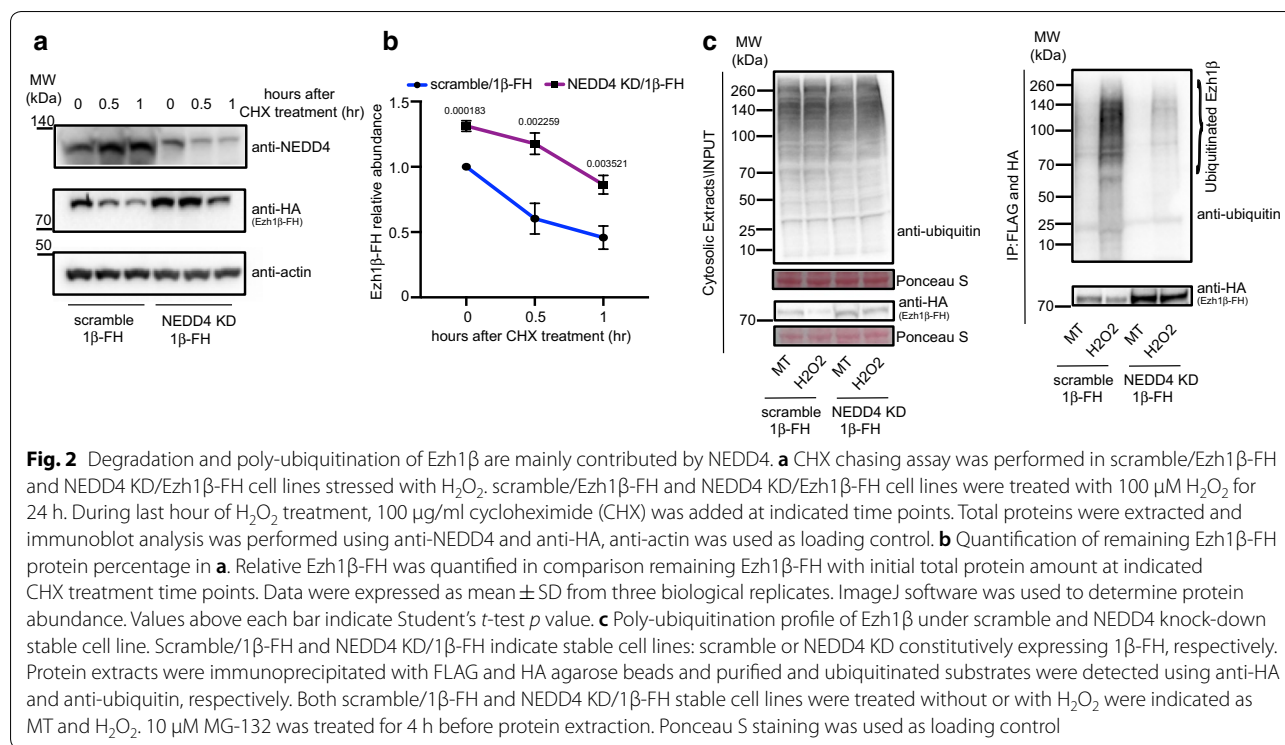 a
MW
(kDa)
0 0.5 1 0 0.5 1
hours after
CHX treatment (hr)
140
anti-NEDD4
70
anti-HA
(Ezh1β-FH)
50
anti-actin
scramble
1β-FH
NEDD4 KD
1β-FH
b
scramble/1β-FH
NEDD4 KD/1β-FH
Ezh1β-FH relative abundance
1.5
1.0
0.5
0
0.000183
0.002259
0.003521
0 0.5 1
hours after CHX treatment (hr)
c
MW
(kDa)
Cytosolic Extracts\INPUT
260
140
100
70
50
25
10
anti-ubiquitin
Ponceau S
anti-HA
(Ezh1β-FH)
70
Ponceau S
MT
H2O2
MT
H2O2
scramble
1β-FH
NEDD4 KD
1β-FH
MW
(kDa)
IP:FLAG and HA
260
140
100
70
50
25
10
Ubiquitinated Ezh1β
anti-ubiquitin
anti-HA
(Ezh1β-FH)
70
MT
H2O2
MT
H2O2
scramble
1β-FH
NEDD4 KD
1β-FH
Fig. 2 Degradation and poly-ubiquitination of Ezh1β are mainly contributed by NEDD4. a CHX chasing assay was performed in scramble/Ezh1β-FH
and NEDD4 KD/Ezh1β-FH cell lines stressed with H₂O₂. scramble/Ezh1β-FH and NEDD4 KD/Ezh1β-FH cell lines were treated with 100 μM H₂O₂ for
24 h. During last hour of H₂O₂ treatment, 100 μg/ml cycloheximide (CHX) was added at indicated time points. Total proteins were extracted and
immunoblot analysis was performed using anti-NEDD4 and anti-HA, anti-actin was used as loading control. b Quantification of remaining Ezh1β-FH
protein percentage in a. Relative Ezh1β-FH was quantified in comparison remaining Ezh1β-FH with initial total protein amount at indicated
CHX treatment time points. Data were expressed as mean ± SD from three biological replicates. ImageJ software was used to determine protein
abundance. Values above each bar indicate Student's t-test p value. c Poly-ubiquitination profile of Ezh1β under scramble and NEDD4 knock-down
stable cell line. Scramble/1β-FH and NEDD4 KD/1β-FH indicate stable cell lines: scramble or NEDD4 KD constitutively expressing 1β-FH, respectively.
Protein extracts were immunoprecipitated with FLAG and HA agarose beads and purified and ubiquitinated substrates were detected using anti-HA
and anti-ubiquitin, respectively. Both scramble/1β-FH and NEDD4 KD/1β-FH stable cell lines were treated without or with H₂O₂ were indicated as
MT and H₂O₂. 10 μM MG-132 was treated for 4 h before protein extraction. Ponceau S staining was used as loading control